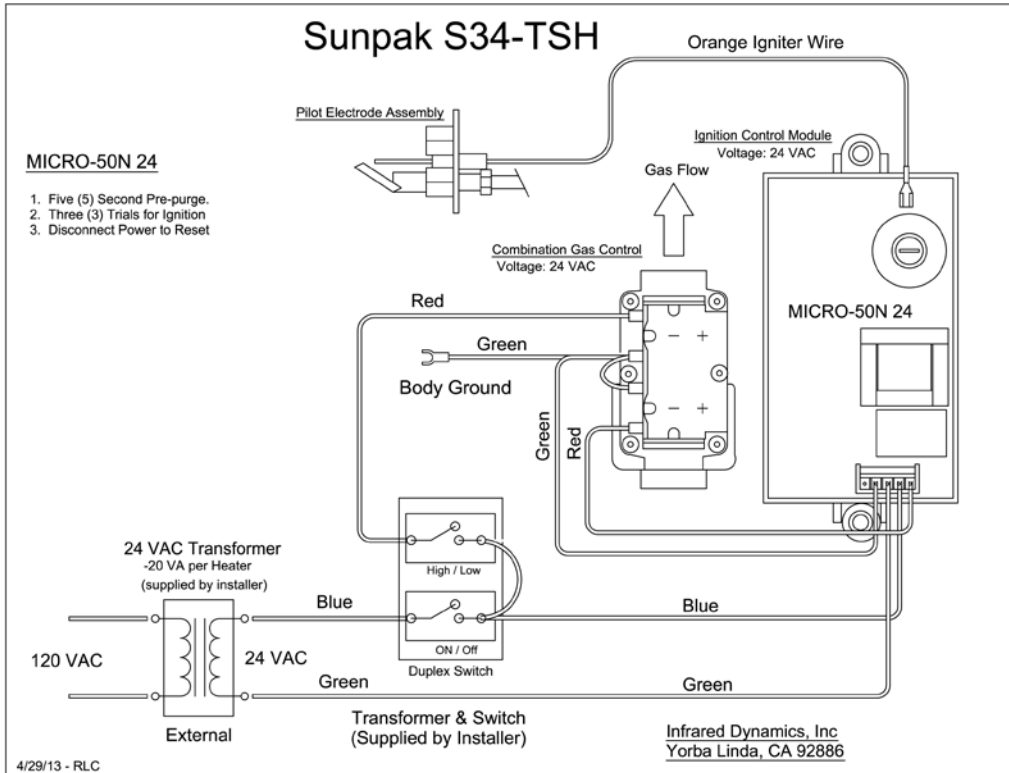 Sunpak S34-TSH
Orange Igniter Wire
Pilot Electrode Assembly
Ignition Control Module
Voltage: 24 VAC
MICRO-50N 24
1. Five (5) Second Pre-purge.
2. Three (3) Trials for Ignition
3. Disconnect Power to Reset
Gas Flow
Combination Gas Control
Voltage: 24 VAC
Red
MICRO-50N 24
Green
Body Ground
- +
- +
Green
Red
24 VAC Transformer
-20 VA per Heater
(supplied by installer)
High / Low
Blue
Blue
120 VAC
24 VAC
ON / Off
Duplex Switch
Green
Green
External
Transformer & Switch
(Supplied by Installer)
Infrared Dynamics, Inc
Yorba Linda, CA 92886
4/29/13 - RLC